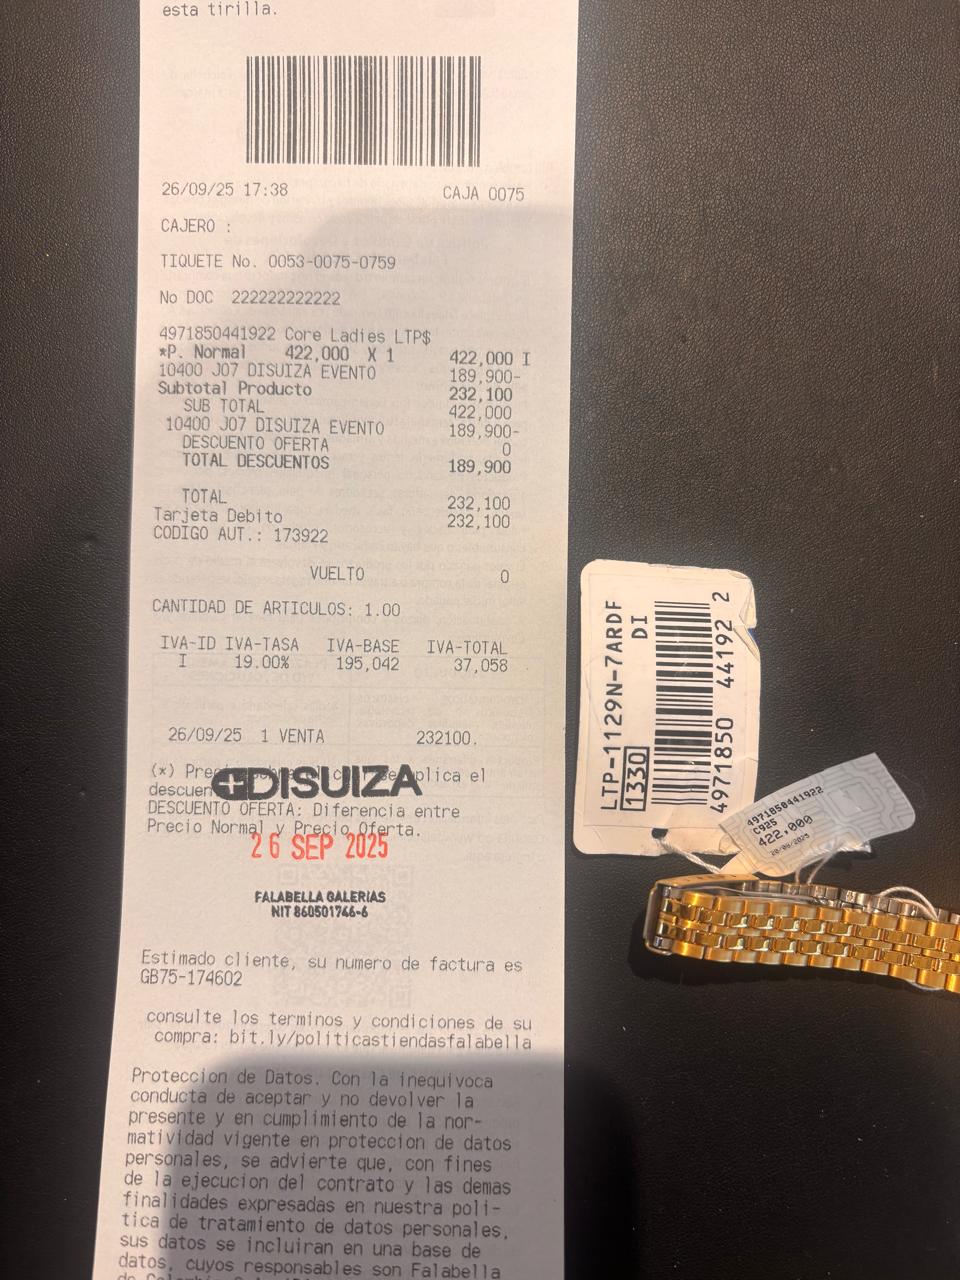 esta tirilla.
26/09/25 17:38 CAJA 0075
CAJERO :
TIQUETE No. 0053-0075-0759
No DOC 222222222222
4971850441922 Core Ladies LTP$
*P. Normal 422,000 X 1 422,000 I
10400 J07 DISUIZA EVENTO 189,900-
Subtotal Producto 232,100
SUB TOTAL 422,000
10400 J07 DISUIZA EVENTO 189,900-
DESCUENTO OFERTA 0
TOTAL DESCUENTOS 189,900
TOTAL 232,100
Tarjeta Debito 232,100
CODIGO AUT.: 173922
VUELTO 0
CANTIDAD DE ARTICULOS: 1.00
IVA-ID IVA-TASA IVA-BASE IVA-TOTAL
I 19.00% 195,042 37,058
26/09/25 1 VENTA 232100.
(*) el
DISUIZA
DESCUENTO OFERTA: Diferencia entre
Precio Normal y Precio Oferta.
26 SEP 2025
FALABELLA GALERIAS
NIT 860501746-6
Estimado cliente, su numero de factura es
GB75-174602
consulte los terminos y condiciones de su
compra: bit.ly/politicastiendasfalabella
Proteccion de Datos. Con la inequivoca
conducta de aceptar y no devolver la
presente y en cumplimiento de la nor-
matividad vigente en proteccion de datos
personales, se advierte que, con fines
de la ejecucion del contrato y las demas
finalidades expresadas en nuestra poli-
tica de tratamiento de datos personales,
sus datos se incluiran en una base de
datos, cuyos responsables son Falabella
LTP-1129N-7ARDF
DI
1330
4971850 44192 2
4971850441922
C925
422,000